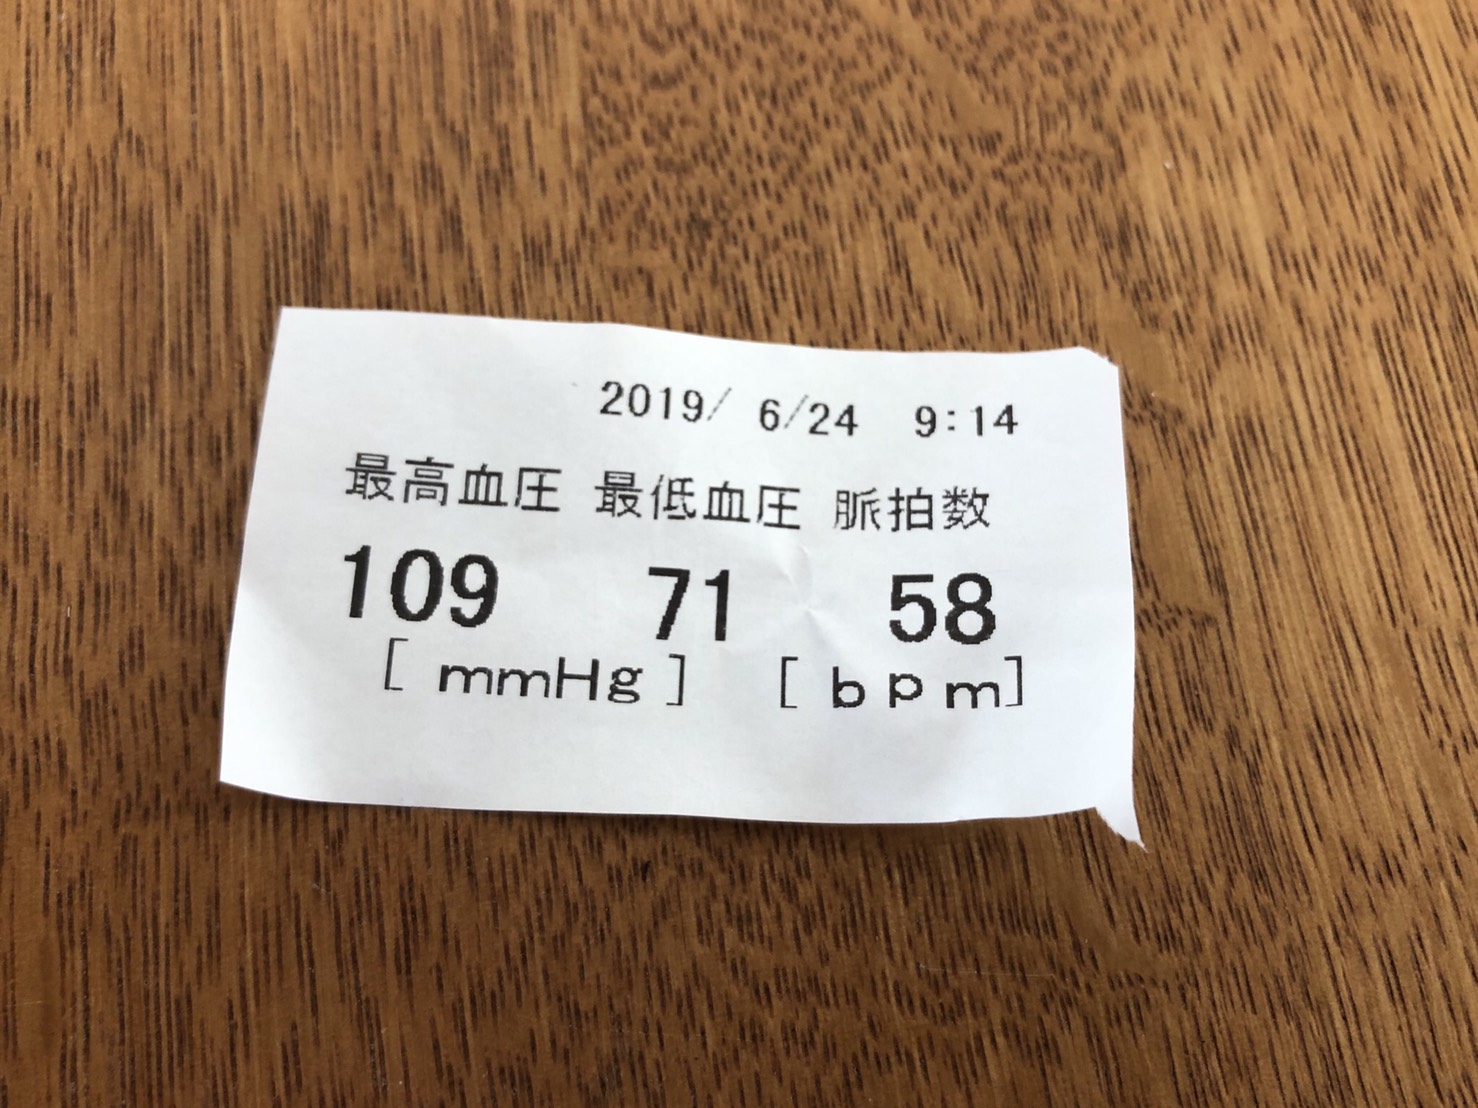 2019/ 6/24 9:14
最高血圧 最低血圧 脈拍数
109 71 58
[ mmHg ] [ bpm]